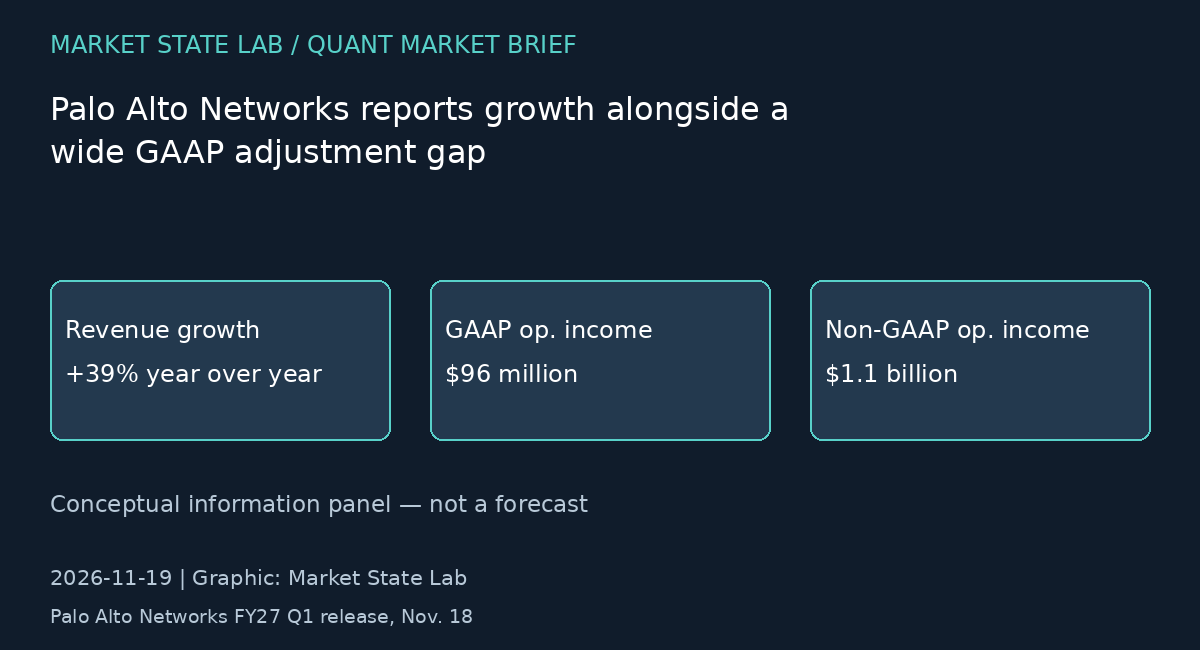 MARKET STATE LAB / QUANT MARKET BRIEF
Palo Alto Networks reports growth alongside a
wide GAAP adjustment gap
Revenue growth
+39% year over year
GAAP op. income
$96 million
Non-GAAP op. income
$1.1 billion
Conceptual information panel — not a forecast
2026-11-19 | Graphic: Market State Lab
Palo Alto Networks FY27 Q1 release, Nov. 18